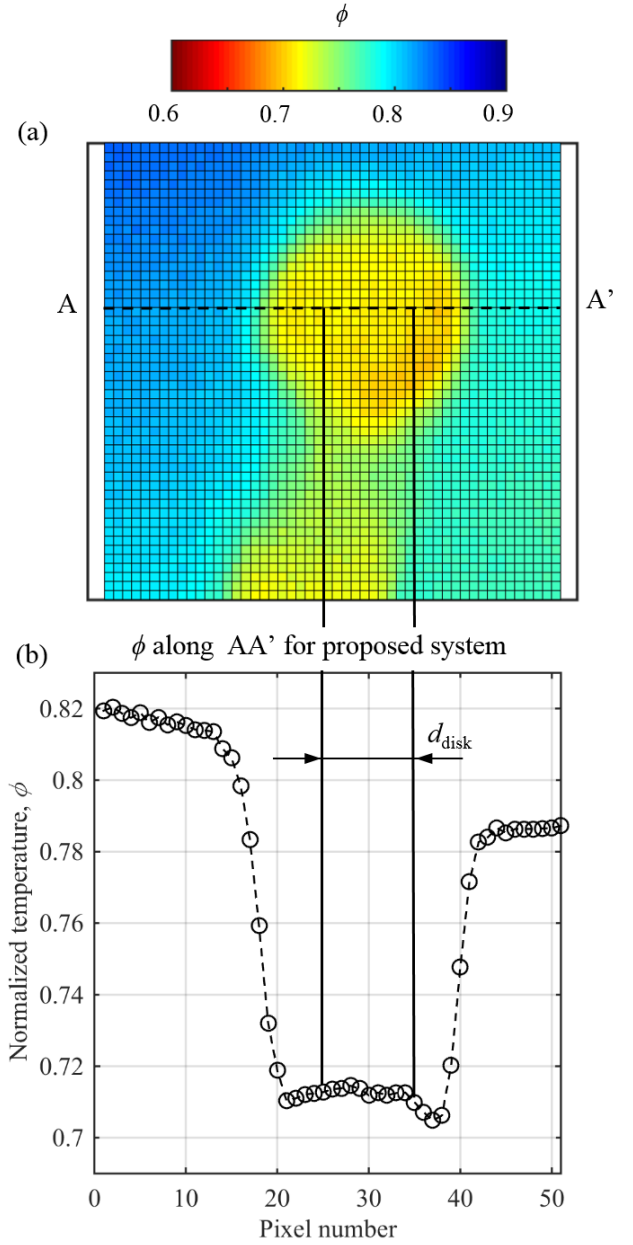 ϕ
0.6 0.7 0.8 0.9
(a)
A A’
ϕ along AA’ for proposed system
(b)
0.82
0.8
0.78
0.76
0.74
0.72
0.7
Normalized temperature, ϕ
d_disk
0 10 20 30 40 50
Pixel number